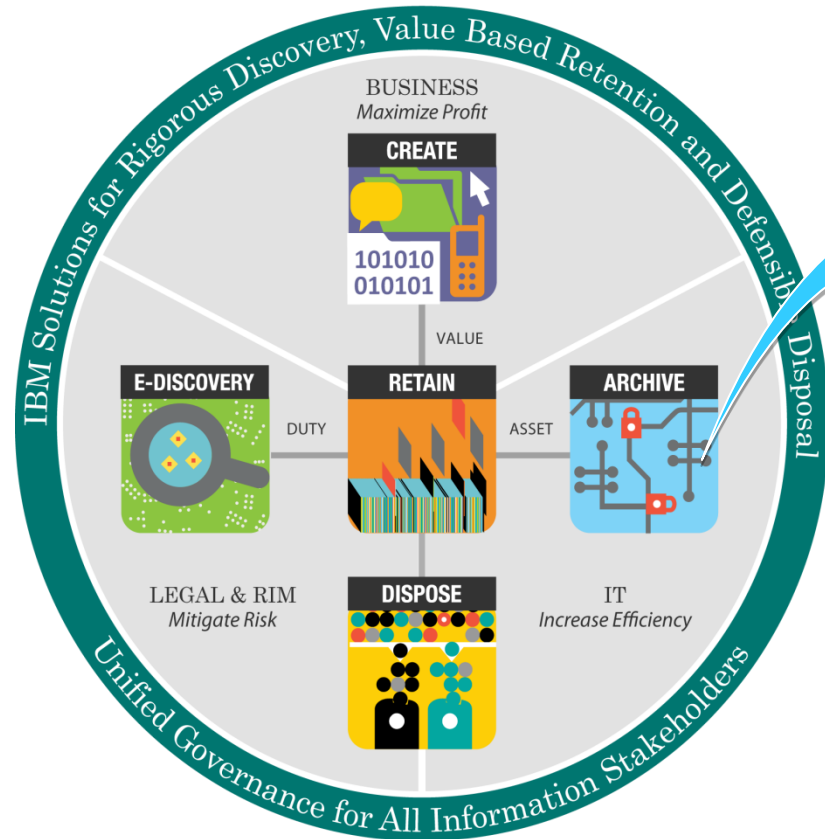 IBM Solutions for Rigorous Discovery, Value Based Retention and Defensible Disposal
BUSINESS
Maximize Profit
CREATE
101010
010101
VALUE
E-DISCOVERY
RETAIN
ARCHIVE
DUTY
ASSET
LEGAL & RIM
Mitigate Risk
DISPOSE
IT
Increase Efficiency
Unified Governance for All Information Stakeholders